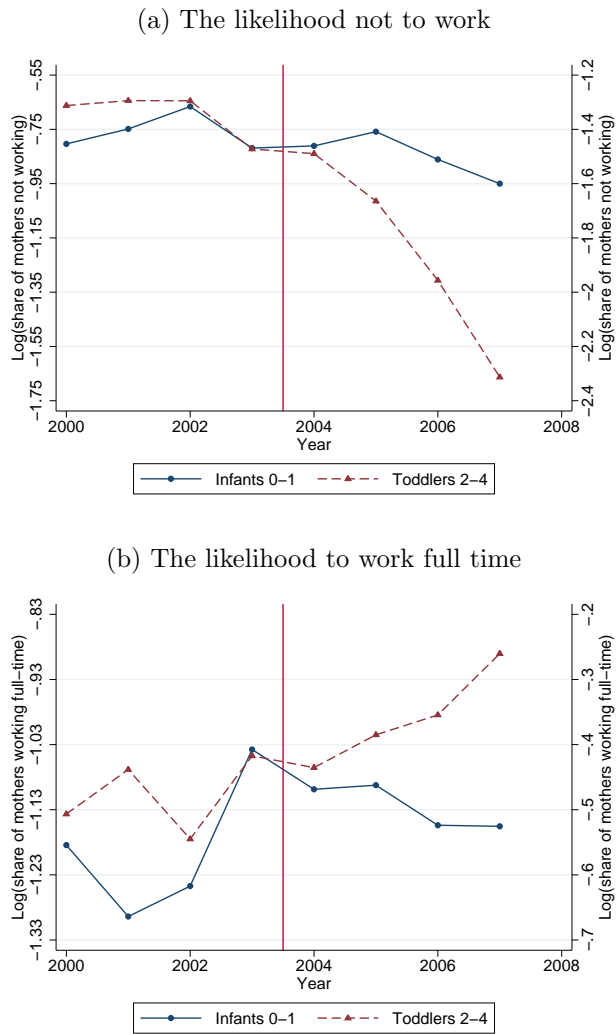 (a) The likelihood not to work
Log(share of mothers not working)
-.55
-.75
-.95
-1.15
-1.35
-1.55
-1.75
-1.2
-1.4
-1.6
-1.8
-2
-2.2
-2.4
Log(share of mothers not working)
2000 2002 2004 2006 2008
Year
Infants 0-1 Toddlers 2-4
(b) The likelihood to work full time
Log(share of mothers working full-time)
-.83
-.93
-1.03
-1.13
-1.23
-1.33
-.2
-.3
-.4
-.5
-.6
-.7
Log(share of mothers working full-time)
2000 2002 2004 2006 2008
Year
Infants 0-1 Toddlers 2-4